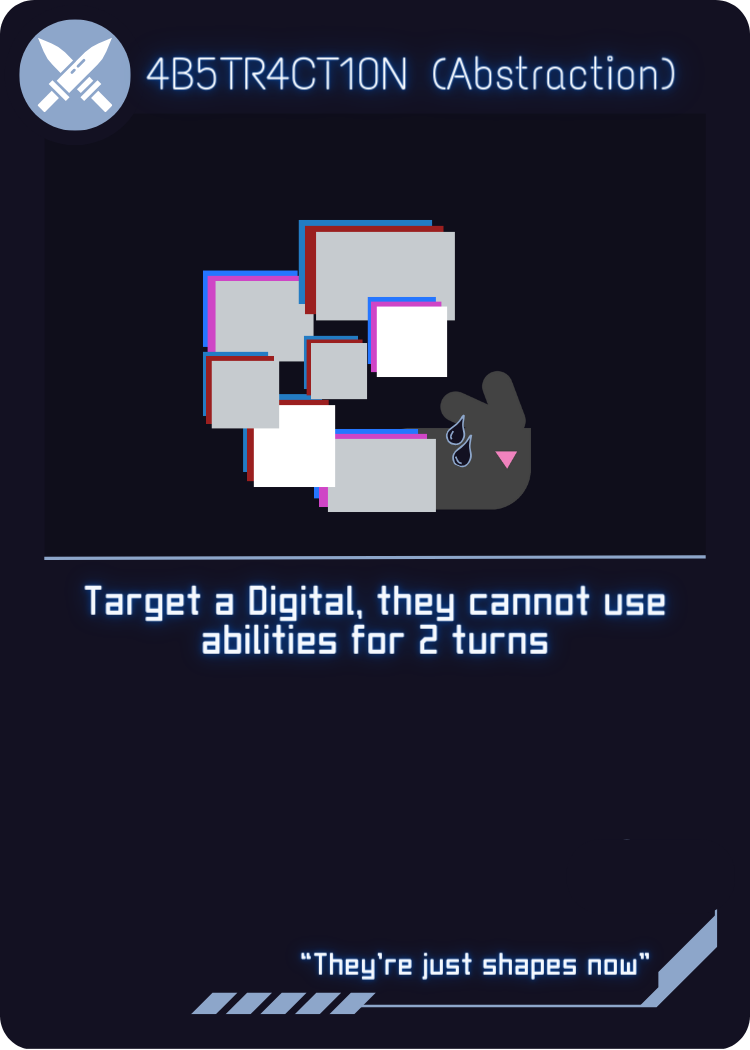 4B5TR4CT10N (Abstraction)
Target a Digital, they cannot use
abilities for 2 turns
“They’re just shapes now”